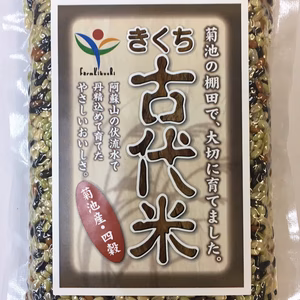 FarmKikuchi
きくち
古代米
菊池の棚田で、大切に育てました。
阿蘇山の伏流水で
丹精込めて育てた
やさしいおいしさ。
菊池産・四穀